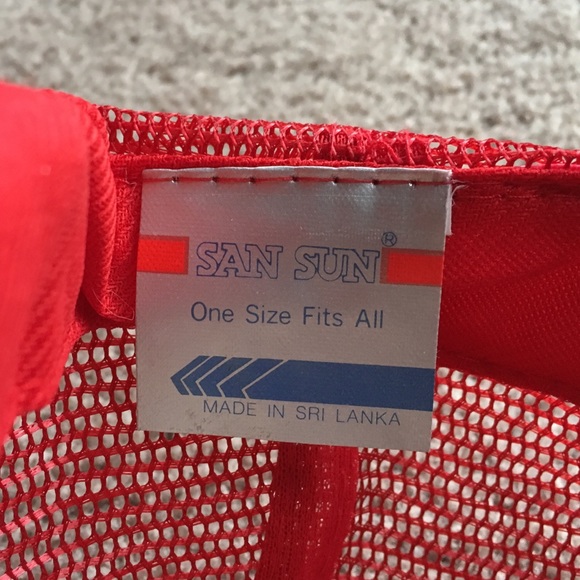 SAN SUN®
One Size Fits All
MADE IN SRI LANKA